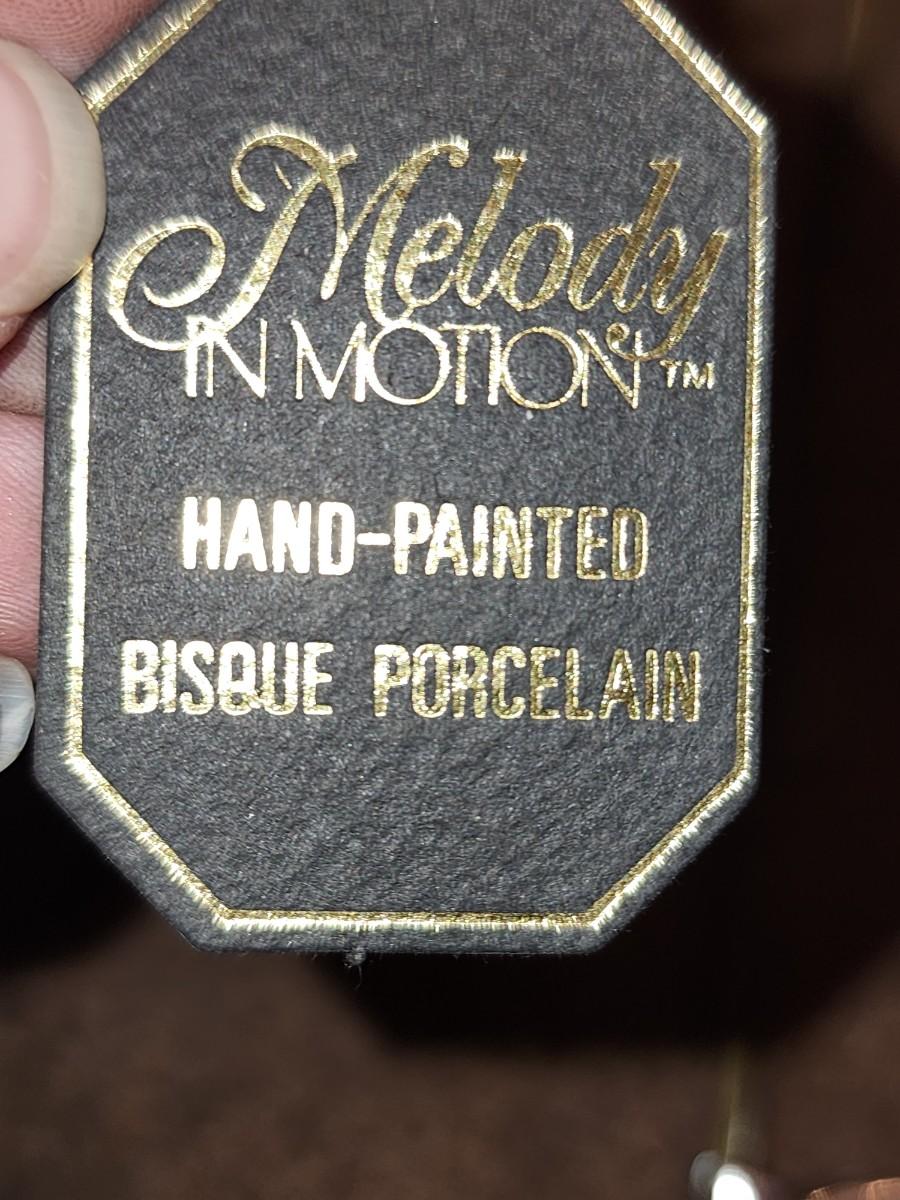 Melody
IN MOTION™
HAND-PAINTED
BISQUE PORCELAIN